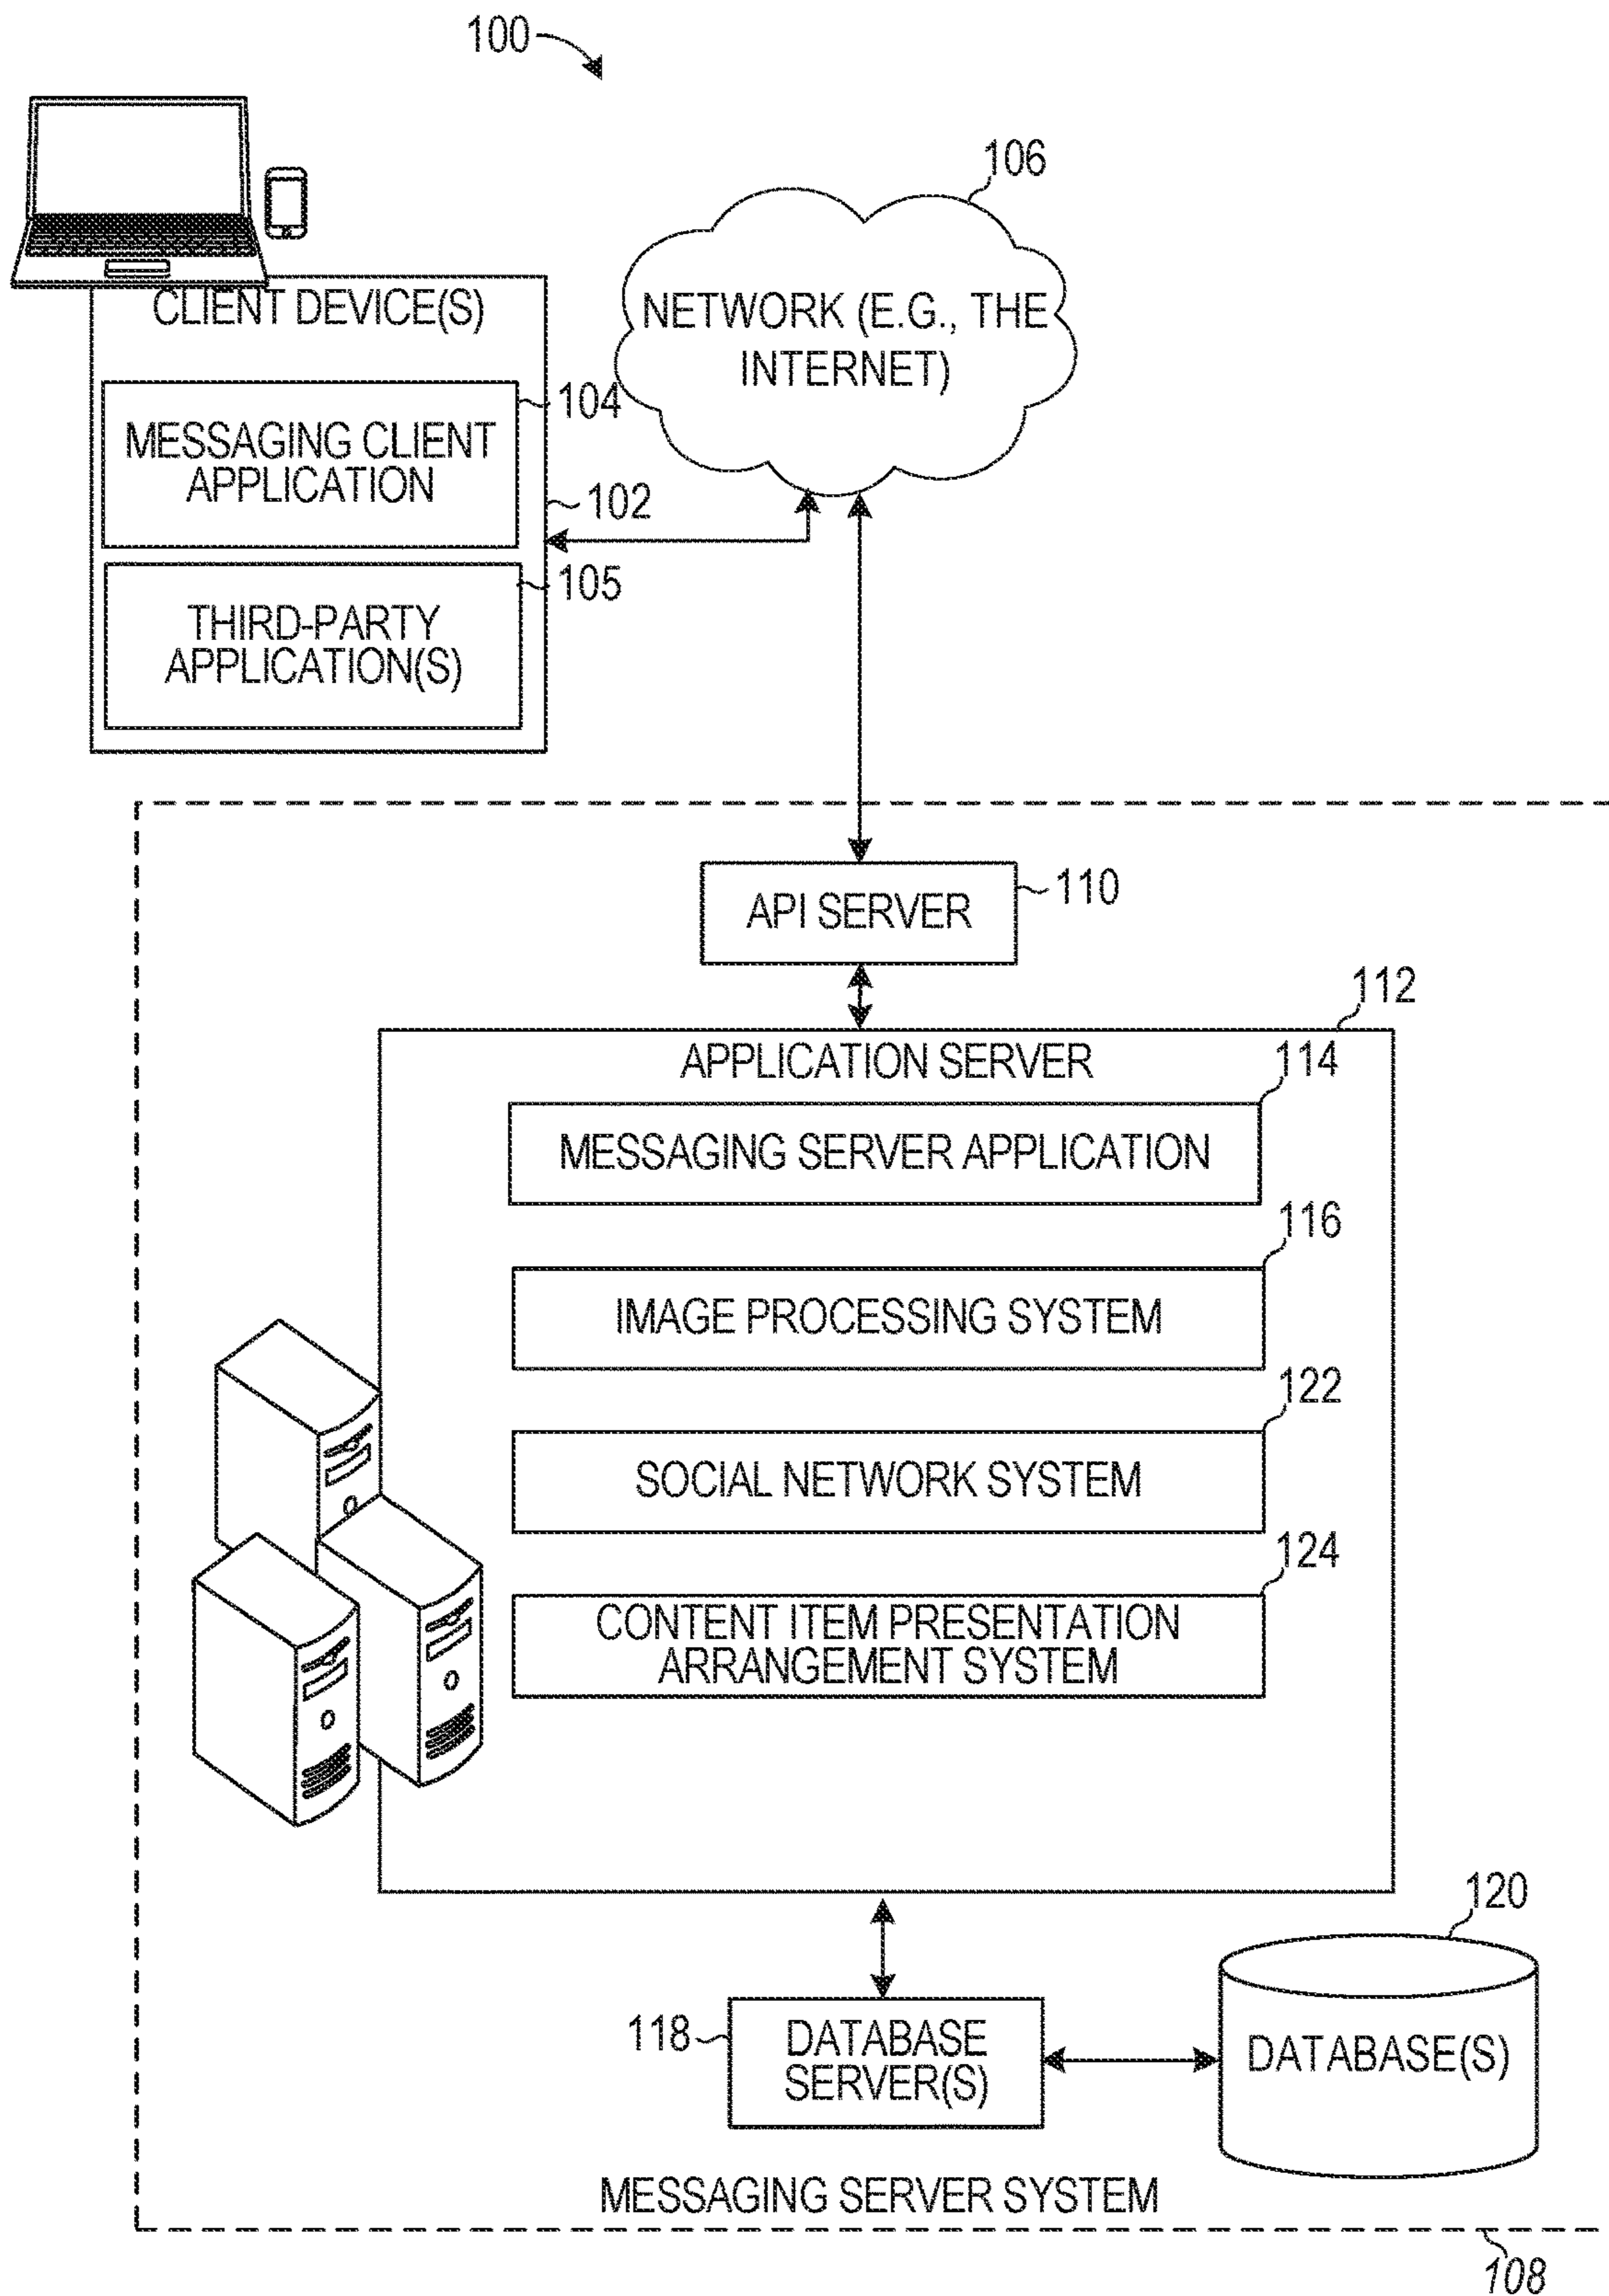 100
106
CLIENT DEVICE(S)
NETWORK (E.G., THE
INTERNET)
104
MESSAGING CLIENT
APPLICATION
102
105
THIRD-PARTY
APPLICATION(S)
110
API SERVER
112
APPLICATION SERVER
114
MESSAGING SERVER APPLICATION
116
IMAGE PROCESSING SYSTEM
122
SOCIAL NETWORK SYSTEM
124
CONTENT ITEM PRESENTATION
ARRANGEMENT SYSTEM
120
118
DATABASE
SERVER(S)
DATABASE(S)
MESSAGING SERVER SYSTEM
108